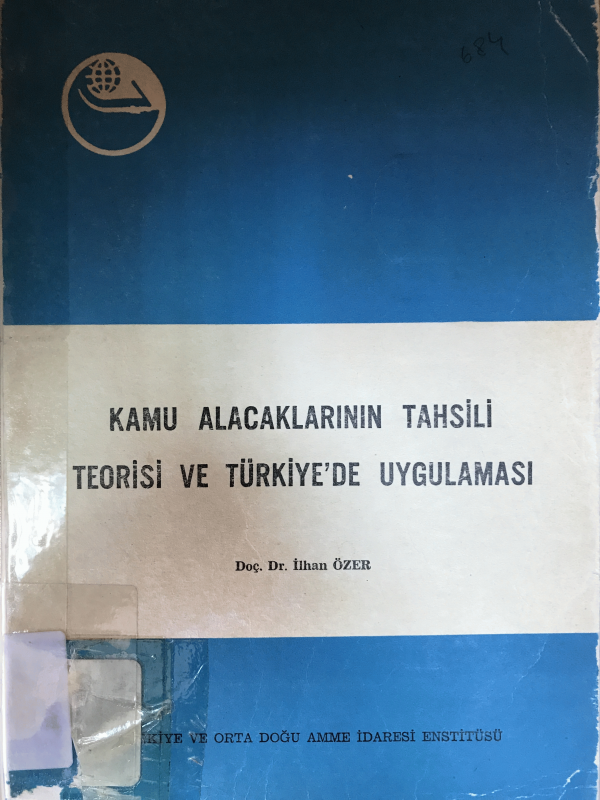 684
KAMU ALACAKLARININ TAHSİLİ
TEORİSİ VE TÜRKİYE'DE UYGULAMASI
Doç. Dr. İlhan ÖZER
VE ORTA DOĞU AMME İDARESİ ENSTİTÜSÜ